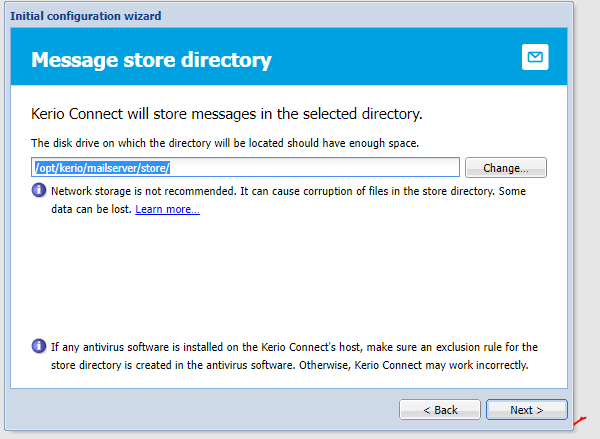 Initial configuration wizard
Message store directory
Kerio Connect will store messages in the selected directory.
The disk drive on which the directory will be located should have enough space.
/opt/kerio/mailserver/store/
Change...
Network storage is not recommended. It can cause corruption of files in the store directory. Some
data can be lost. Learn more...
If any antivirus software is installed on the Kerio Connect's host, make sure an exclusion rule for the
store directory is created in the antivirus software. Otherwise, Kerio Connect may work incorrectly.
< Back
Next >